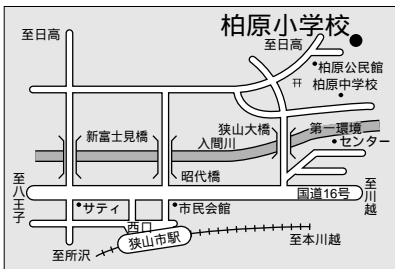 柏原小学校
至日高
至日高
柏原公民館
柏原中学校
新富士見橋
狭山大橋
入間川
第一環境
センター
昭代橋
至八王子
国道16号
至川越
サティ
市民会館
西口
狭山市駅
至所沢
至本川越